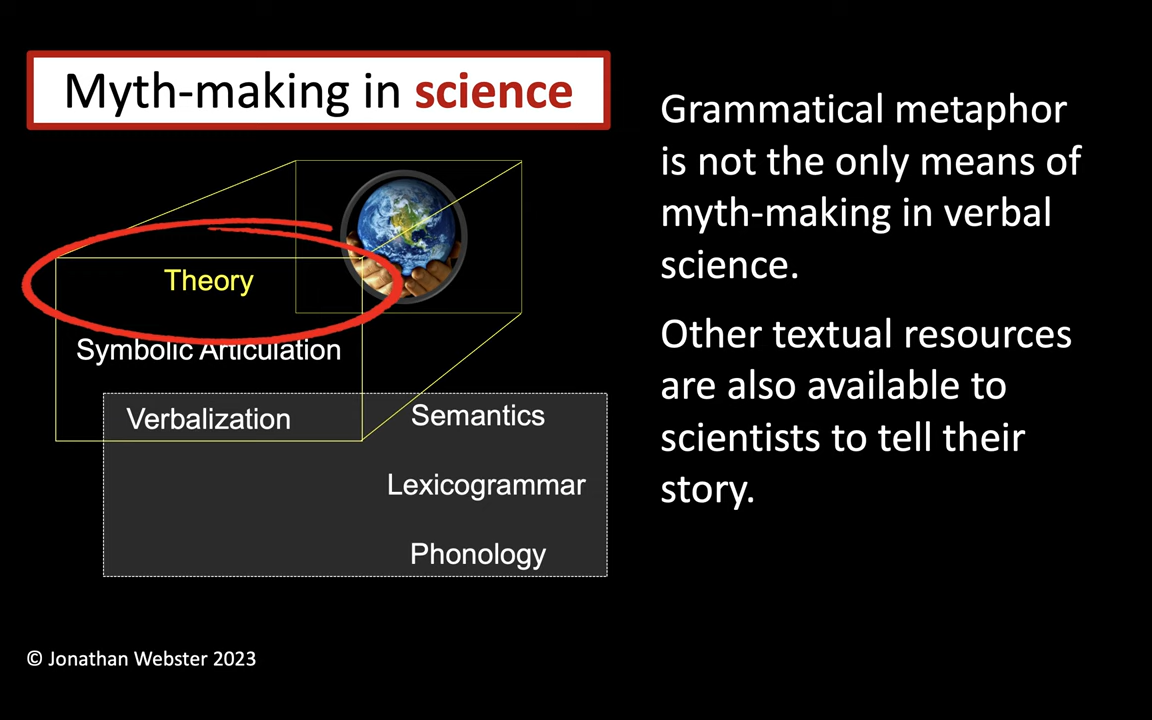 Myth-making in science
Theory
Symbolic Articulation
Verbalization
Semantics
Lexicogrammar
Phonology
Grammatical metaphor
is not the only means of
myth-making in verbal
science.
Other textual resources
are also available to
scientists to tell their
story.
© Jonathan Webster 2023